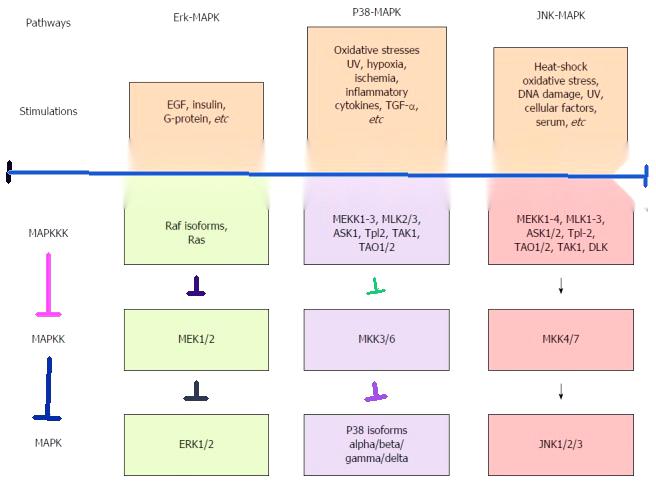 Pathways
Erk-MAPK
P38-MAPK
JNK-MAPK
Stimulations
EGF, insulin,
G-protein, etc
Oxidative stresses
UV, hypoxia,
ischemia,
inflammatory
cytokines, TGF-α,
etc
Heat-shock
oxidative stress,
DNA damage, UV,
cellular factors,
serum, etc
MAPKKK
Raf isoforms,
Ras
MEKK1-3, MLK2/3,
ASK1, Tpl2, TAK1,
TAO1/2
MEKK1-4, MLK1-3,
ASK1/2, Tpl-2,
TAO1/2, TAK1, DLK
MAPKK
MEK1/2
MKK3/6
MKK4/7
MAPK
ERK1/2
P38 isoforms
alpha/beta/
gamma/delta
JNK1/2/3